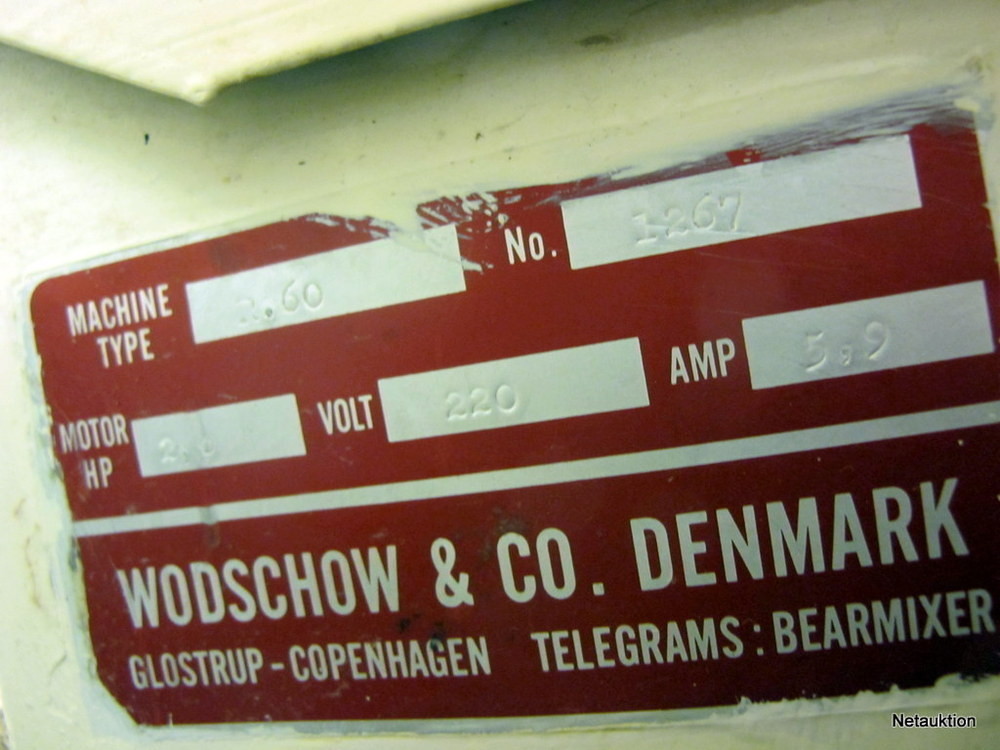 MACHINE TYPE No. 1267
MOTOR HP VOLT 220 AMP 5,9
WODSCHOW & CO. DENMARK
GLOSTRUP - COPENHAGEN TELEGRAMS : BEARMIXER
Netauktion